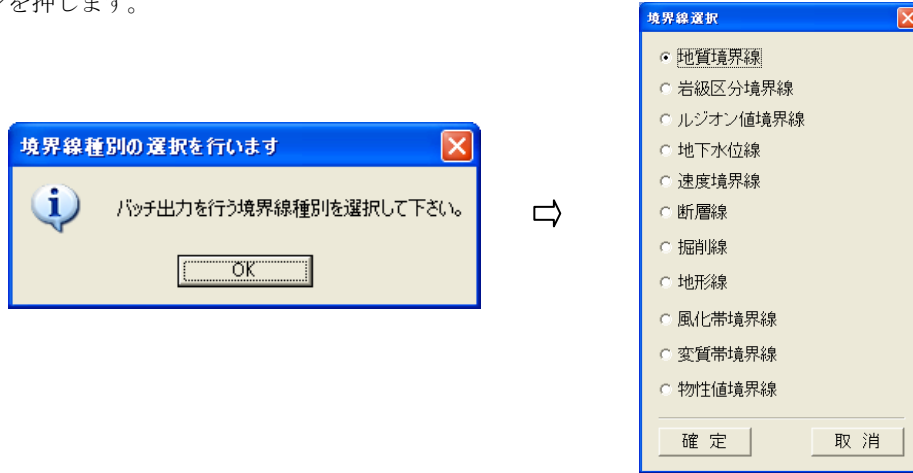 を押します。
境界線種別の選択を行います
バッチ出力を行う境界線種別を選択して下さい。
OK
境界線選択
地質境界線
岩級区分境界線
ルジオン値境界線
地下水位線
速度境界線
断層線
掘削線
地形線
風化帯境界線
変質帯境界線
物性値境界線
確 定
取 消